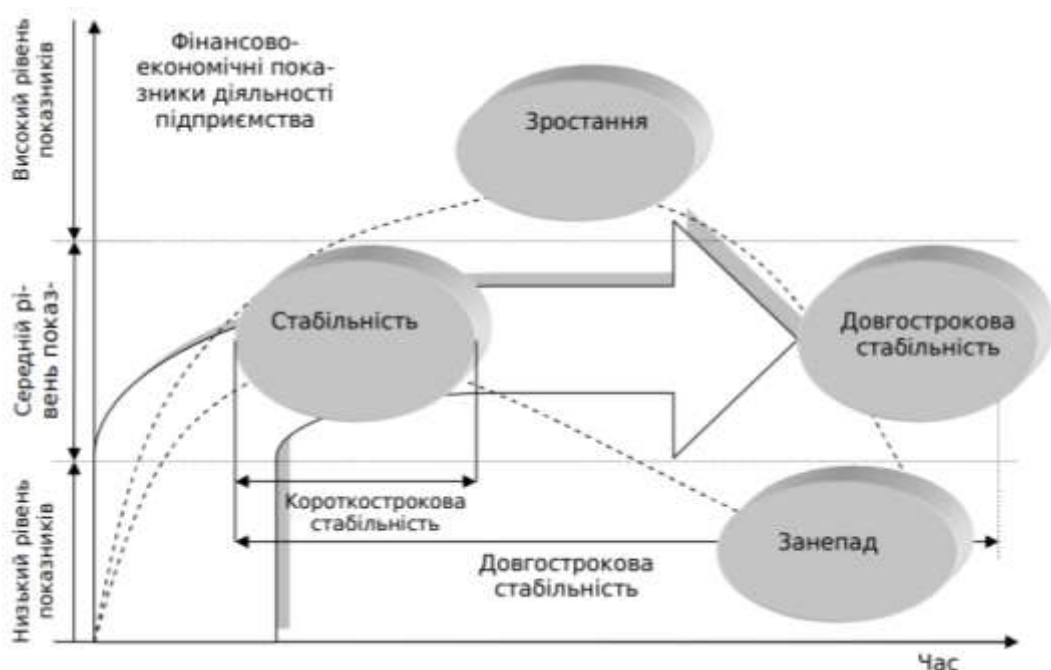 Високий рівень
показників
Фінансово-
економічні пока-
зники діяльності
підприємства
Зростання
Середній рі-
вень показ-
ників
Стабільність
Довгострокова
стабільність
Низький рівень
показників
Короткострокова
стабільність
Довгострокова
стабільність
Занепад
Час